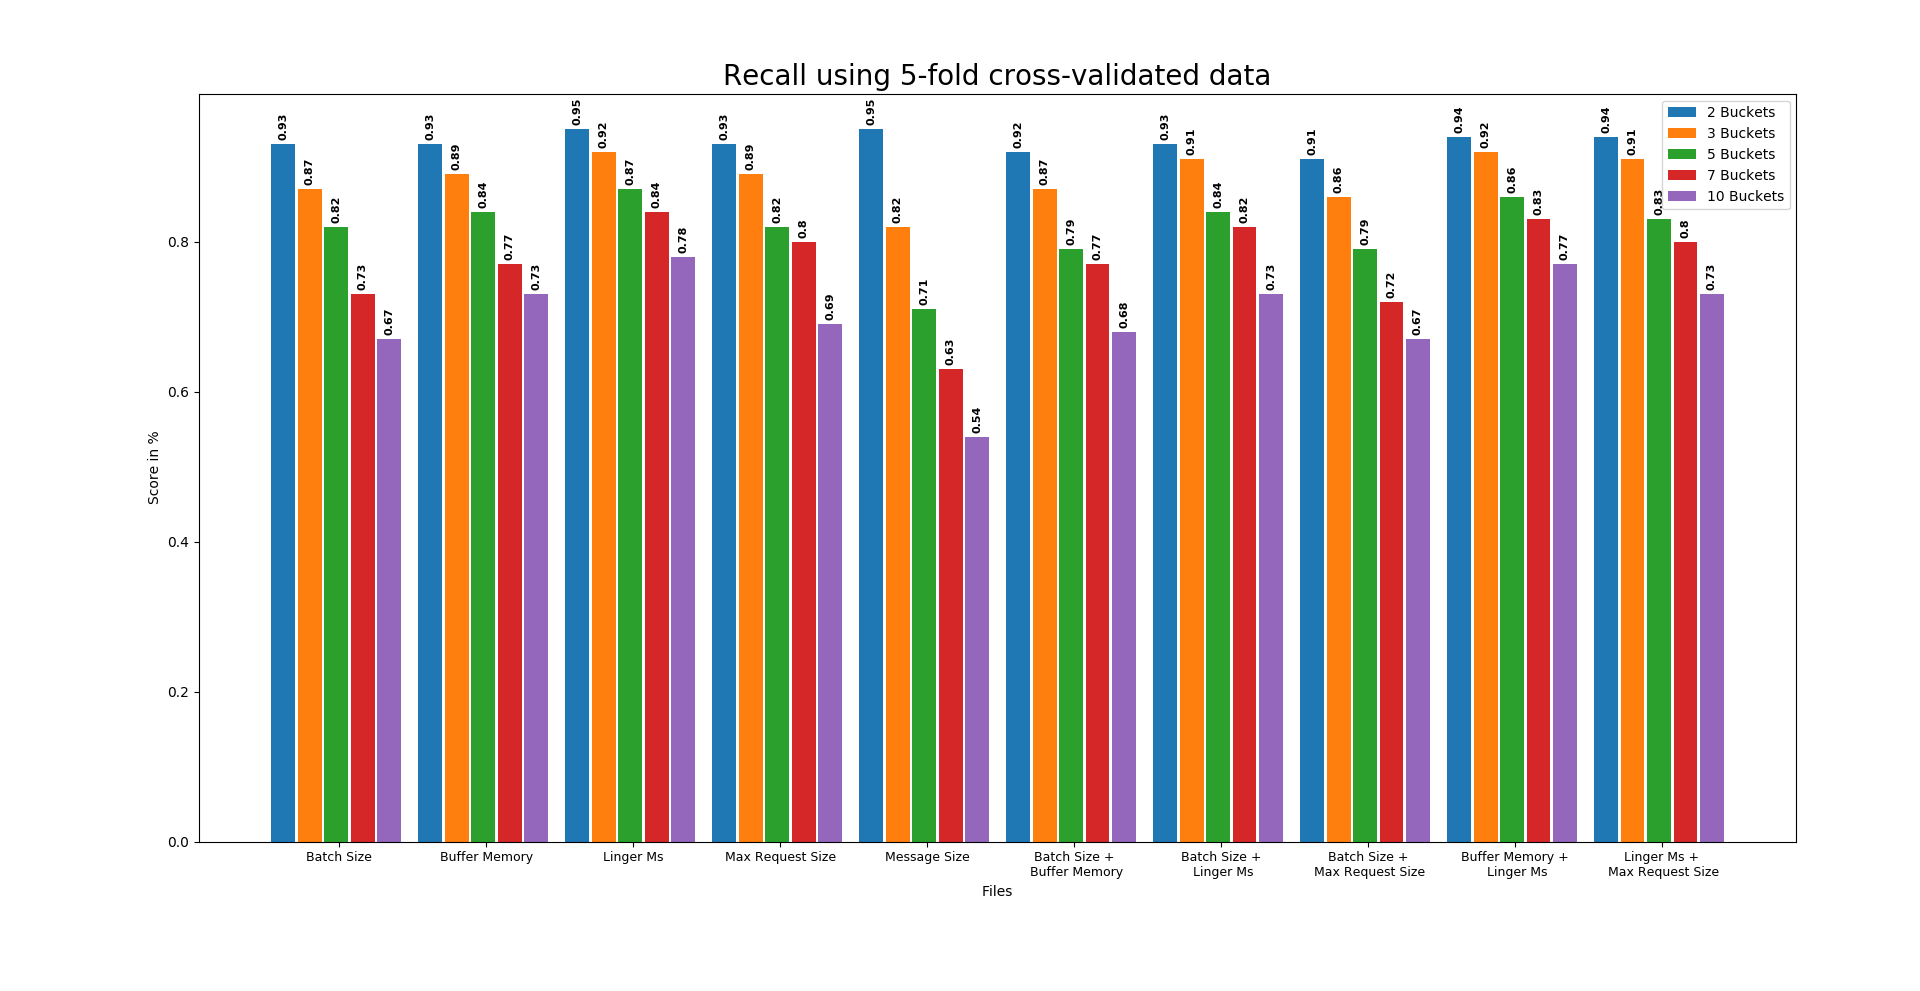 Recall using 5-fold cross-validated data
2 Buckets
3 Buckets
5 Buckets
7 Buckets
10 Buckets
Score in %
0.8
0.6
0.4
0.2
0.0
0.93
0.87
0.82
0.73
0.67
0.93
0.89
0.84
0.77
0.73
0.95
0.92
0.87
0.84
0.78
0.93
0.89
0.82
0.8
0.69
0.95
0.82
0.71
0.63
0.54
0.92
0.87
0.79
0.77
0.68
0.93
0.91
0.84
0.82
0.73
0.91
0.86
0.79
0.72
0.67
0.94
0.92
0.86
0.83
0.77
0.94
0.91
0.83
0.8
0.73
Batch Size
Buffer Memory
Linger Ms
Max Request Size
Message Size
Batch Size +
Buffer Memory
Batch Size +
Linger Ms
Batch Size +
Max Request Size
Buffer Memory +
Linger Ms
Linger Ms +
Max Request Size
Files